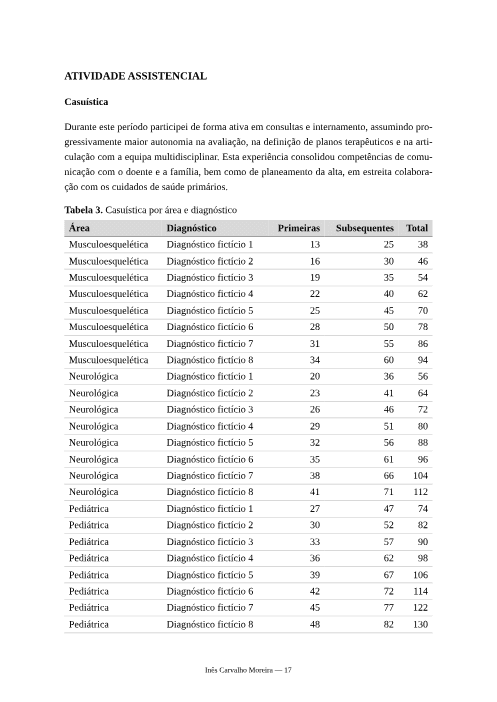 ATIVIDADE ASSISTENCIAL
Casuística
Durante este período participei de forma ativa em consultas e internamento, assumindo pro-
gressivamente maior autonomia na avaliação, na definição de planos terapêuticos e na arti-
culação com a equipa multidisciplinar. Esta experiência consolidou competências de comu-
nicação com o doente e a família, bem como de planeamento da alta, em estreita colabora-
ção com os cuidados de saúde primários.
Tabela 3. Casuística por área e diagnóstico
Área Diagnóstico Primeiras Subsequentes Total
Musculoesquelética Diagnóstico fictício 1 13 25 38
Musculoesquelética Diagnóstico fictício 2 16 30 46
Musculoesquelética Diagnóstico fictício 3 19 35 54
Musculoesquelética Diagnóstico fictício 4 22 40 62
Musculoesquelética Diagnóstico fictício 5 25 45 70
Musculoesquelética Diagnóstico fictício 6 28 50 78
Musculoesquelética Diagnóstico fictício 7 31 55 86
Musculoesquelética Diagnóstico fictício 8 34 60 94
Neurológica Diagnóstico fictício 1 20 36 56
Neurológica Diagnóstico fictício 2 23 41 64
Neurológica Diagnóstico fictício 3 26 46 72
Neurológica Diagnóstico fictício 4 29 51 80
Neurológica Diagnóstico fictício 5 32 56 88
Neurológica Diagnóstico fictício 6 35 61 96
Neurológica Diagnóstico fictício 7 38 66 104
Neurológica Diagnóstico fictício 8 41 71 112
Pediátrica Diagnóstico fictício 1 27 47 74
Pediátrica Diagnóstico fictício 2 30 52 82
Pediátrica Diagnóstico fictício 3 33 57 90
Pediátrica Diagnóstico fictício 4 36 62 98
Pediátrica Diagnóstico fictício 5 39 67 106
Pediátrica Diagnóstico fictício 6 42 72 114
Pediátrica Diagnóstico fictício 7 45 77 122
Pediátrica Diagnóstico fictício 8 48 82 130
Inês Carvalho Moreira — 17